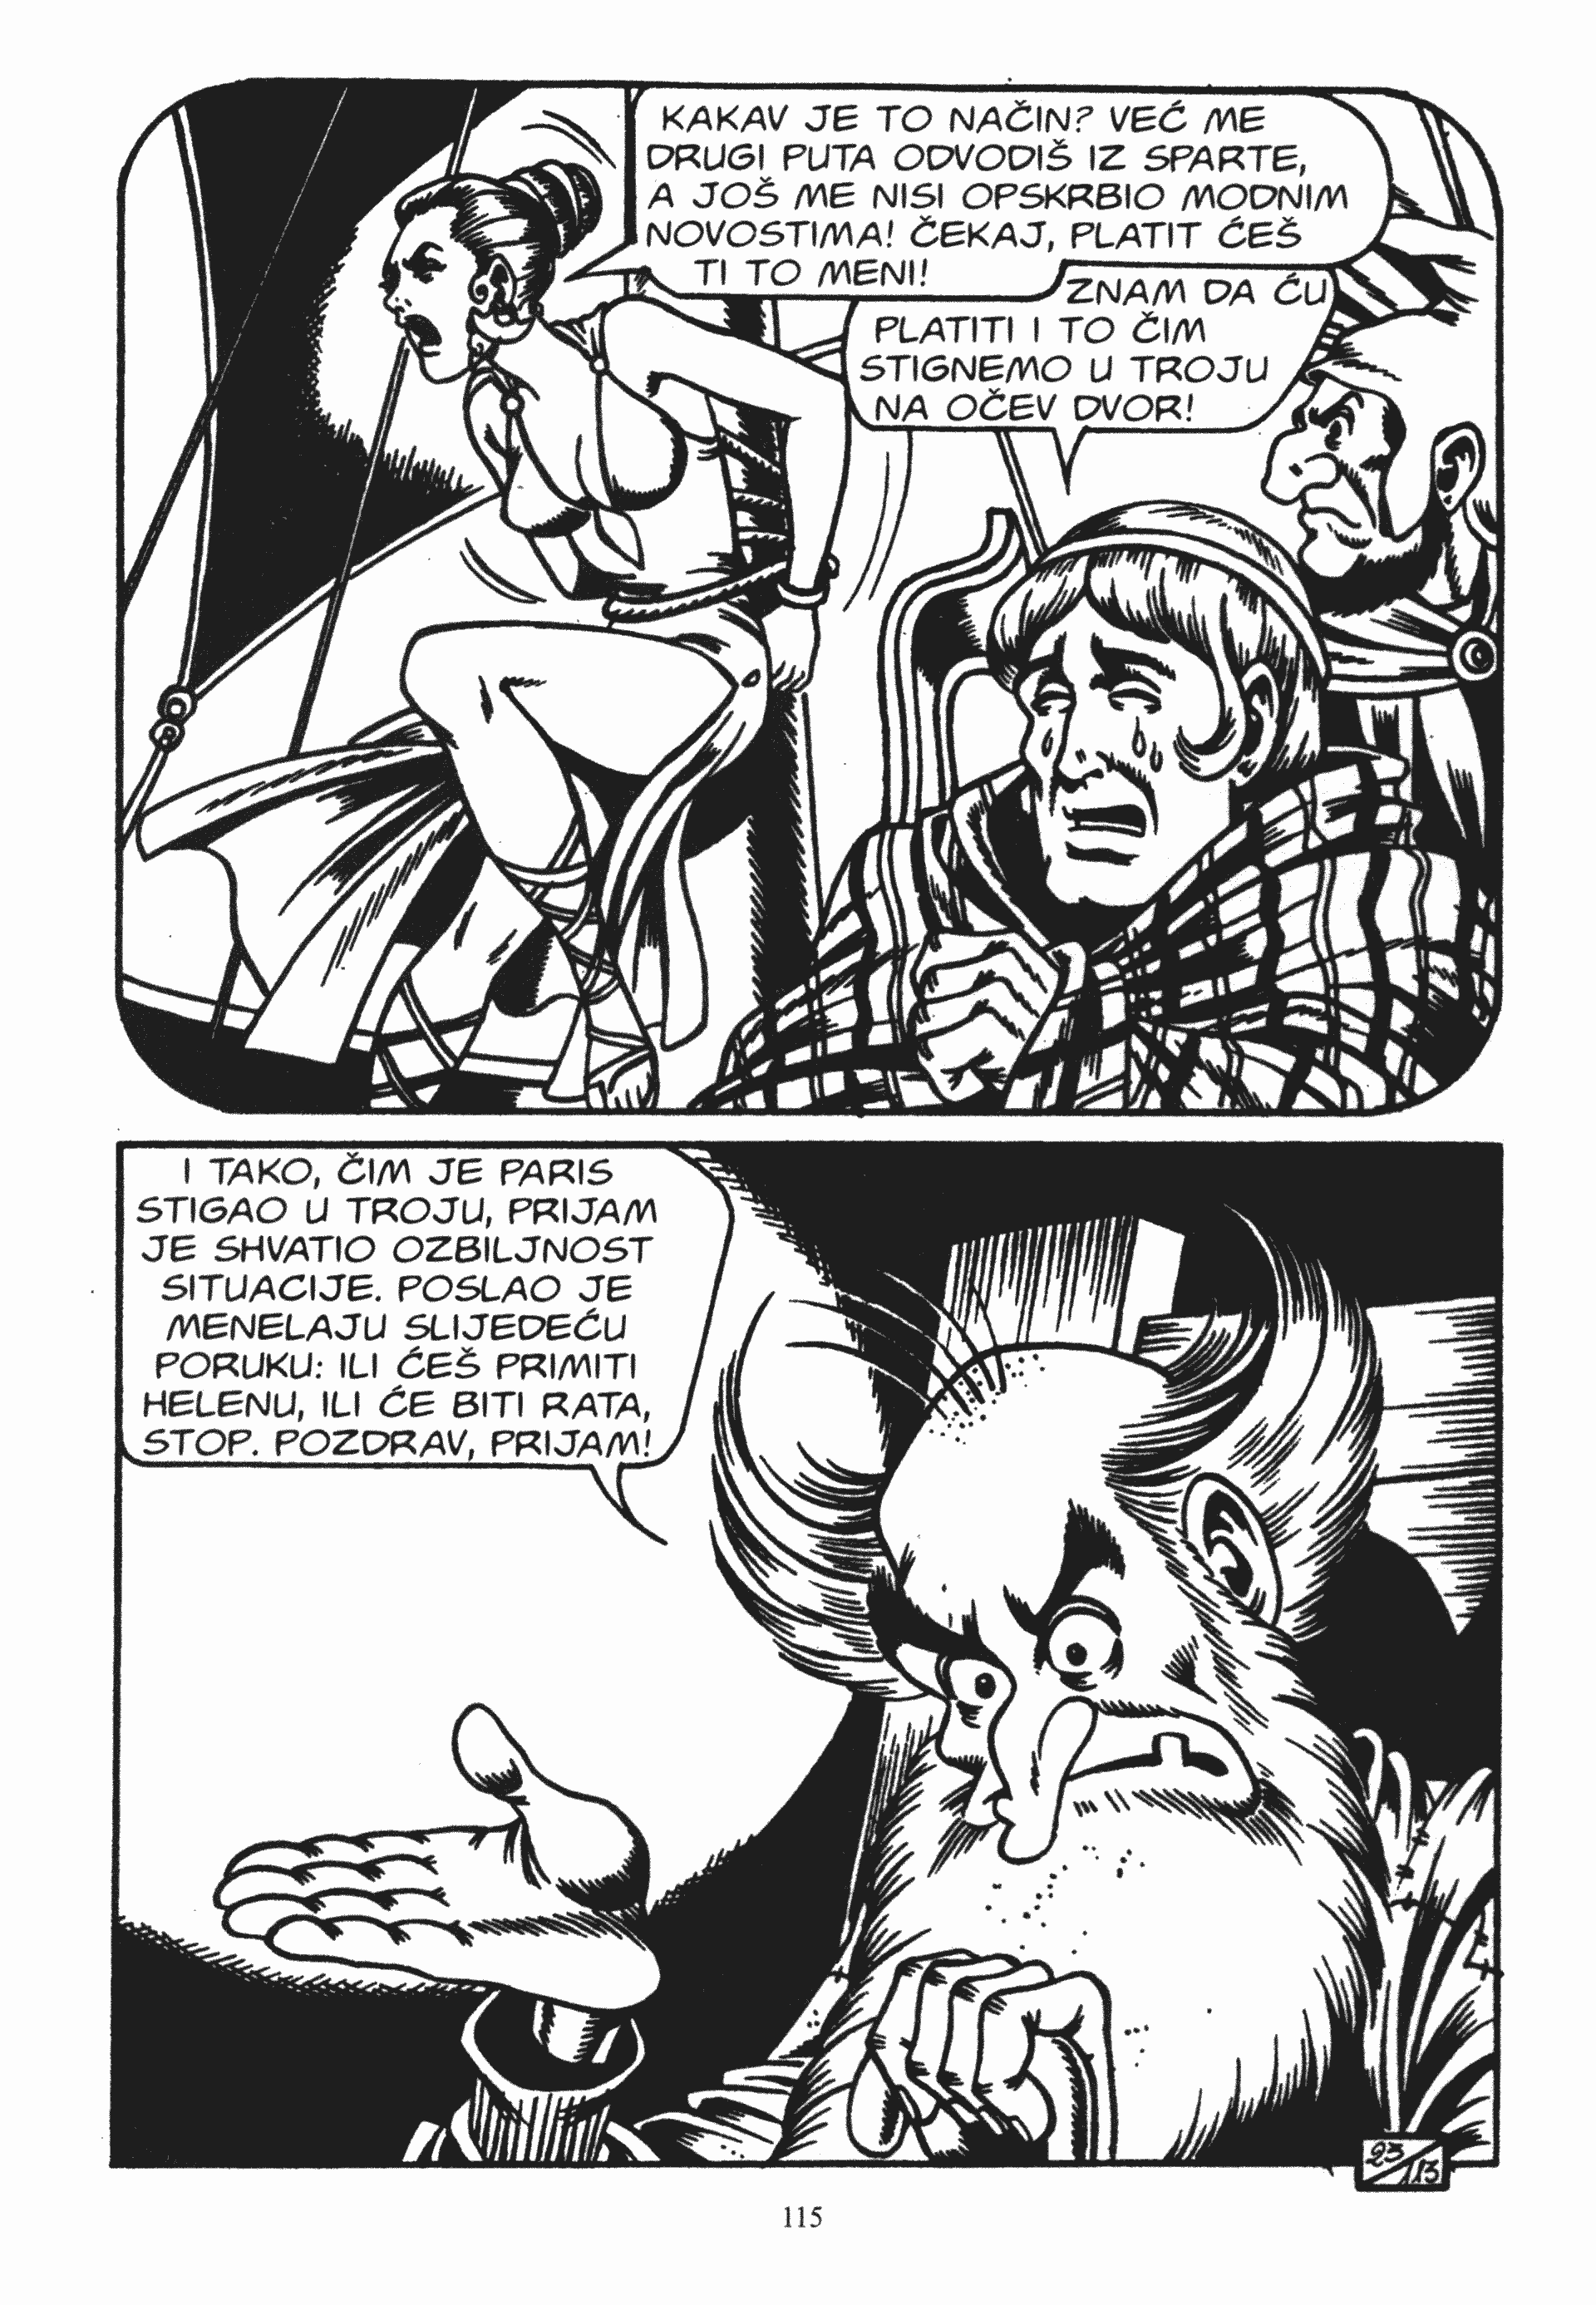 KAKAV JE TO NAČIN? VEĆ ME
DRUGI PUTA ODVODIŠ IZ SPARTE,
A JOŠ ME NISI OPSKRBIO MODNIM
NOVOSTIMA! ČEKAJ, PLATIT ĆEŠ
TI TO MENI!
ZNAM DA ĆU
PLATITI I TO ČIM
STIGNEMO U TROJU
NA OČEV DVOR!
I TAKO, ČIM JE PARIS
STIGAO U TROJU, PRIJAM
JE SHVATIO OZBILJNOST
SITUACIJE. POSLAO JE
MENELAJU SLIJEDEĆU
PORUKU: ILI ĆEŠ PRIMITI
HELENU, ILI ĆE BITI RATA,
STOP. POZDRAV, PRIJAM!
23/113
115